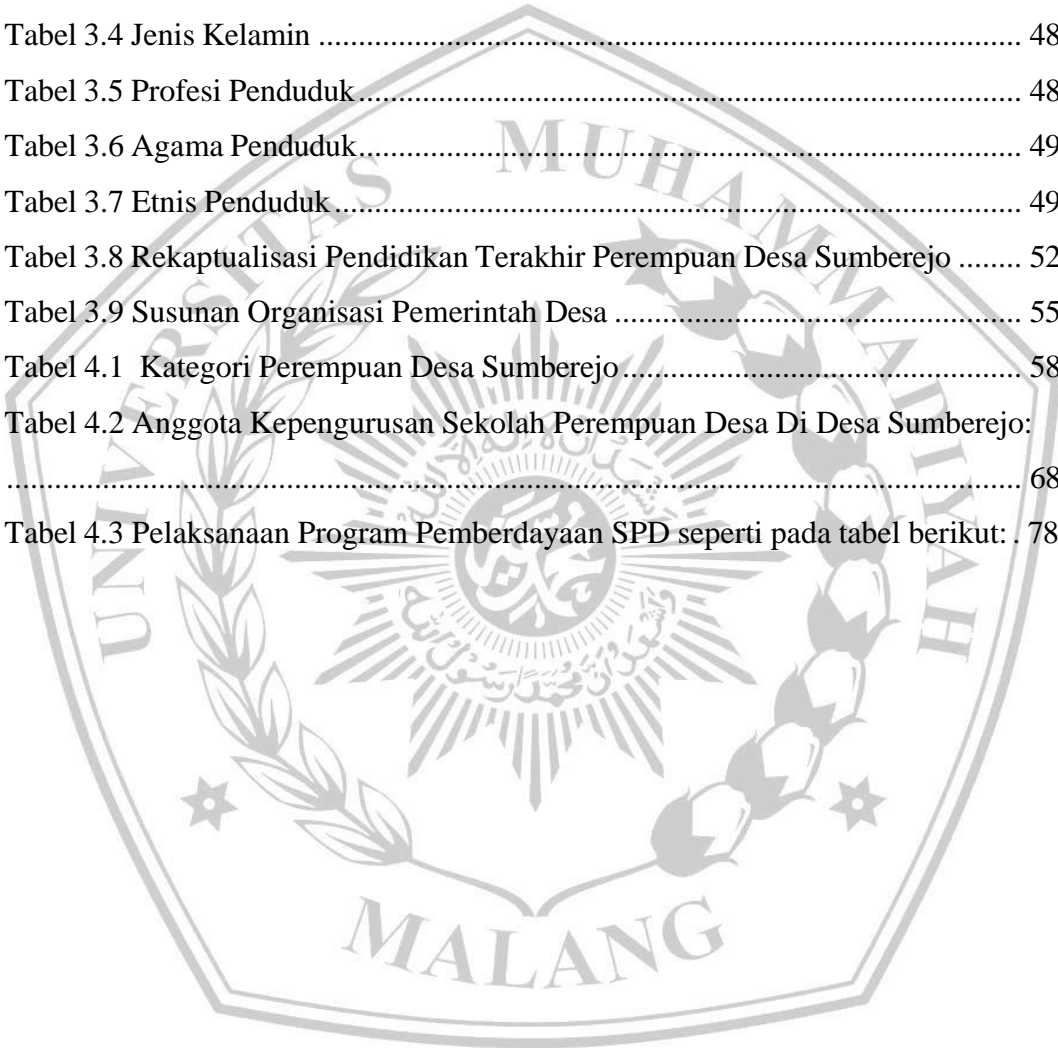 Tabel 3.4 Jenis Kelamin ........................................................................................................ 48
Tabel 3.5 Profesi Penduduk.................................................................................................. 48
Tabel 3.6 Agama Penduduk.................................................................................................. 49
Tabel 3.7 Etnis Penduduk..................................................................................................... 49
Tabel 3.8 Rekaptualisasi Pendidikan Terakhir Perempuan Desa Sumberejo ........ 52
Tabel 3.9 Susunan Organisasi Pemerintah Desa ............................................................. 55
Tabel 4.1  Kategori Perempuan Desa Sumberejo............................................................ 58
Tabel 4.2 Anggota Kepengurusan Sekolah Perempuan Desa Di Desa Sumberejo:
..................................................................................................................................................... 68
Tabel 4.3 Pelaksanaan Program Pemberdayaan SPD seperti pada tabel berikut: . 78
UNIVERSITAS MUHAMMADIYAH
MALANG